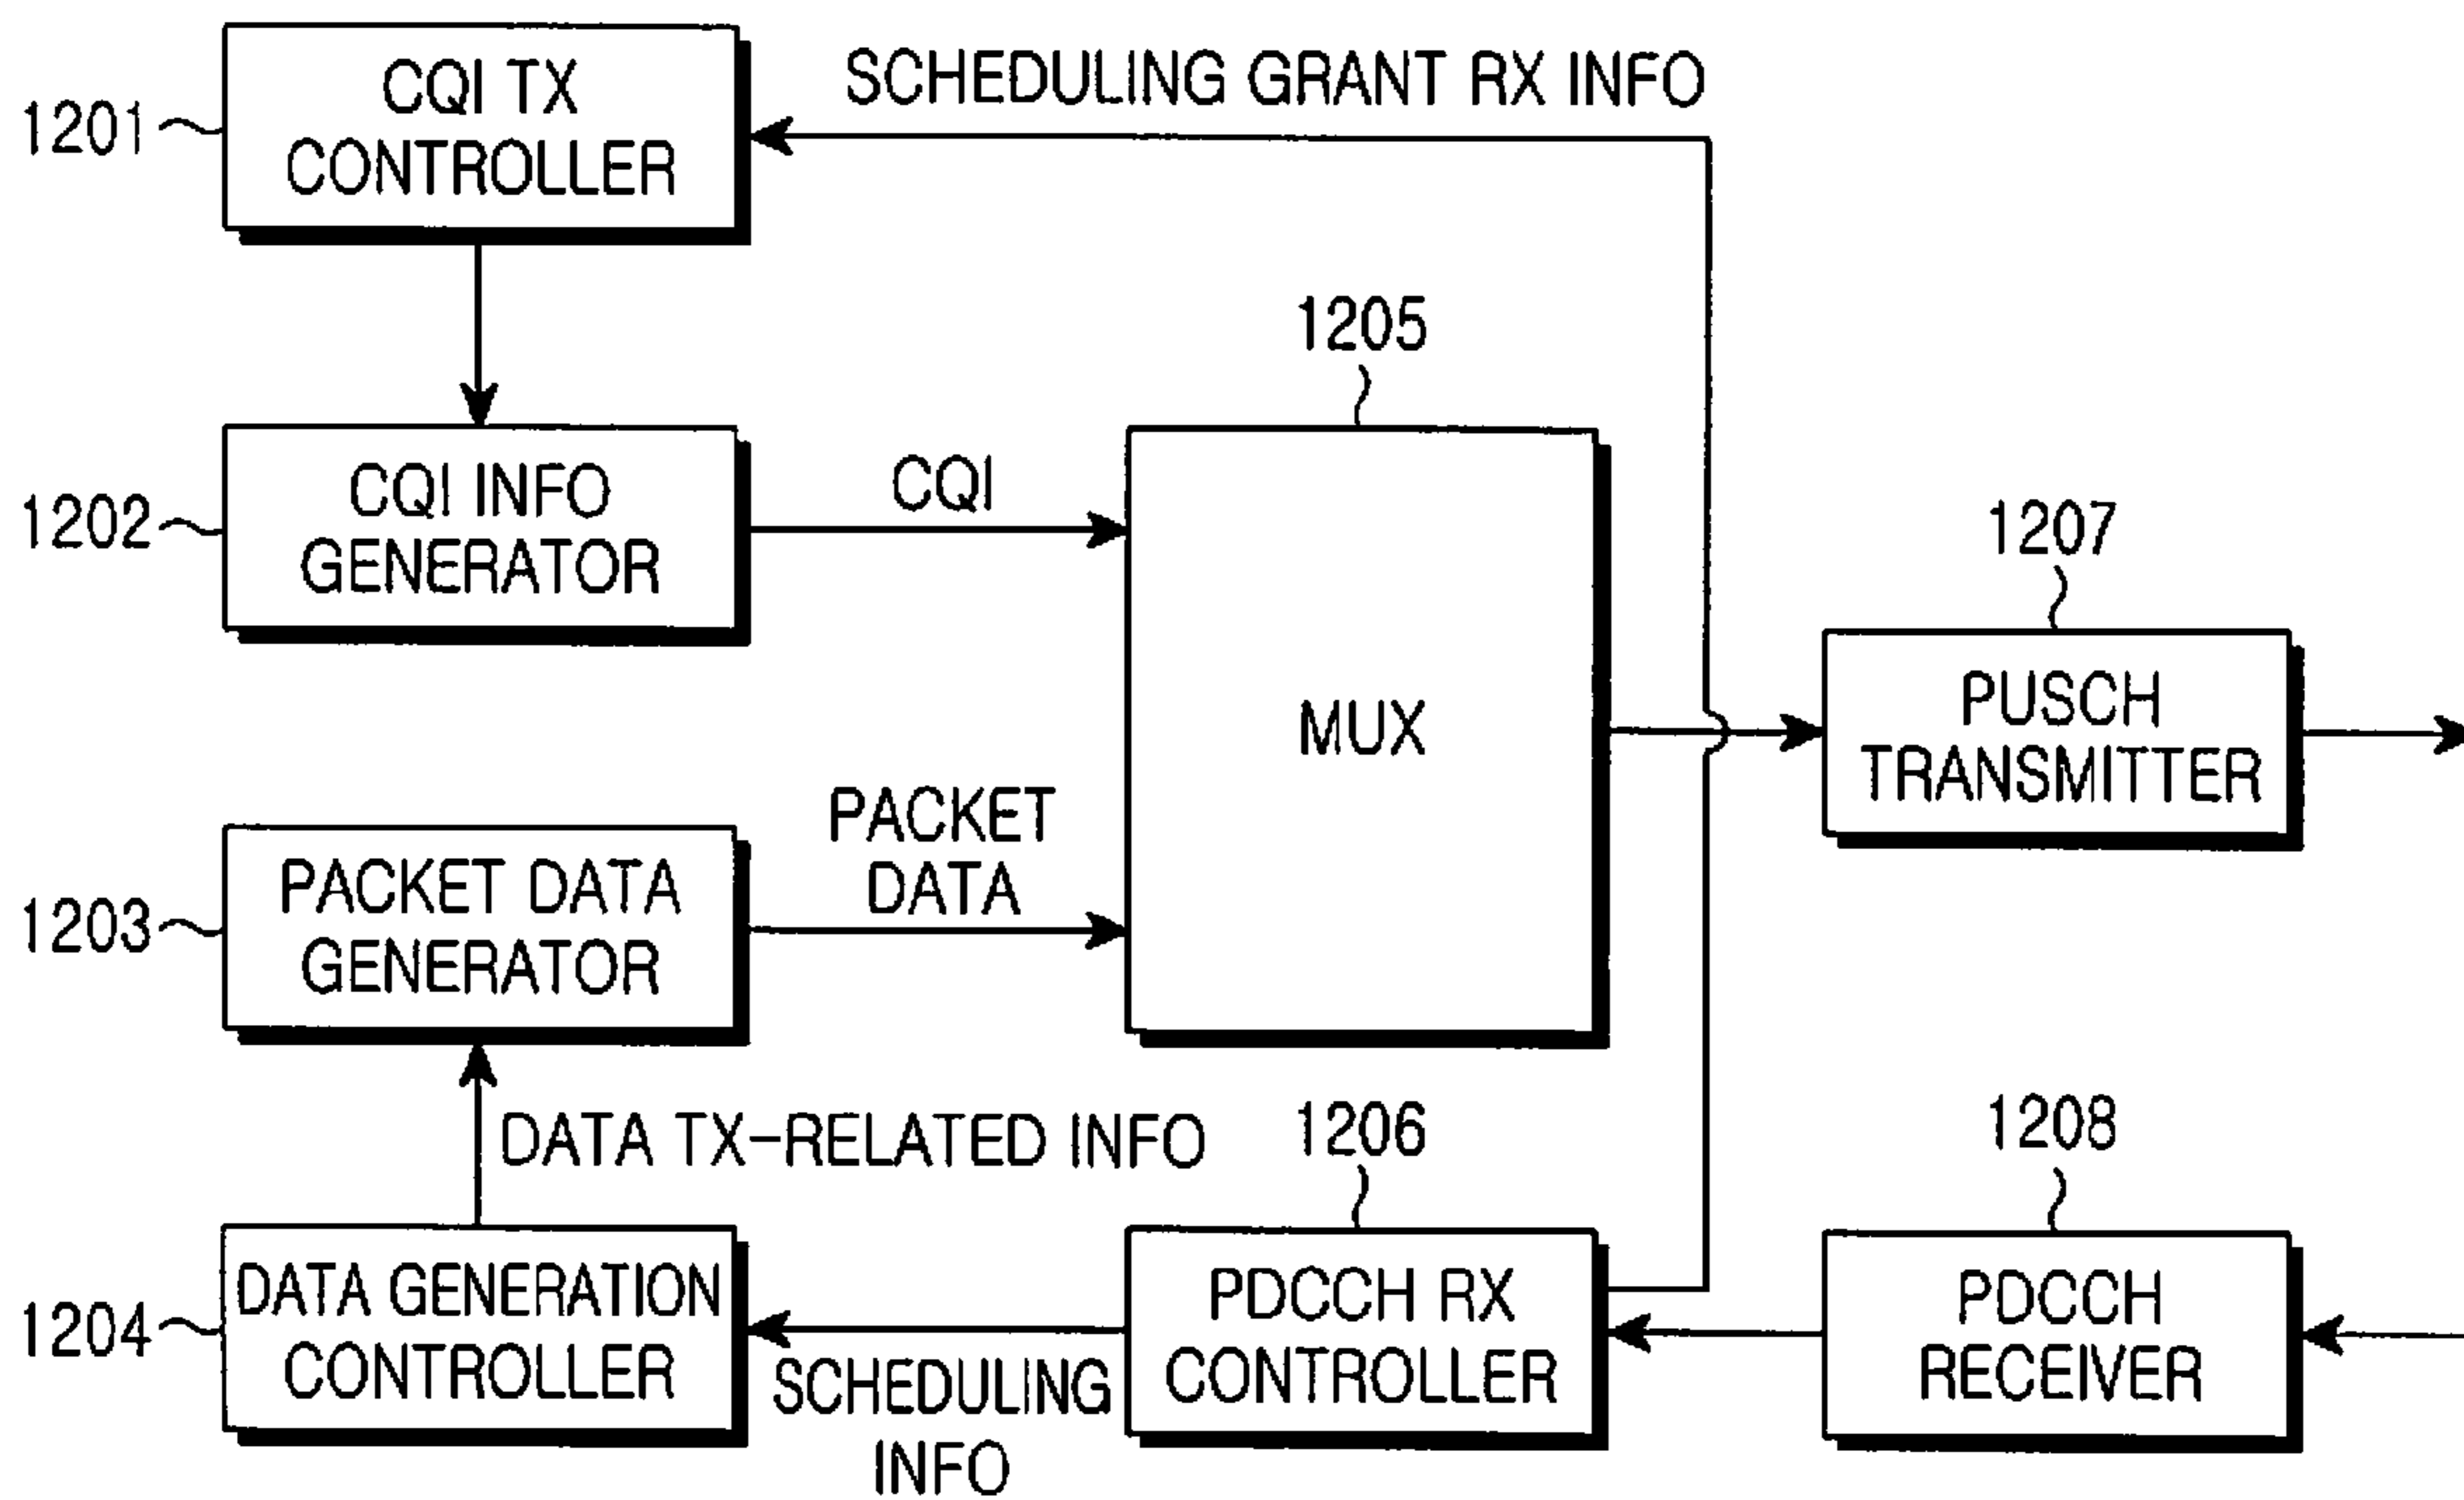 1201
CQI TX
CONTROLLER
SCHEDULING GRANT RX INFO
1202
CQI INFO
GENERATOR
CQI
1205
MUX
1207
PUSCH
TRANSMITTER
1203
PACKET DATA
GENERATOR
PACKET
DATA
DATA TX-RELATED INFO
1204
DATA GENERATION
CONTROLLER
SCHEDULING
INFO
1206
PDCCH RX
CONTROLLER
1208
PDCCH
RECEIVER